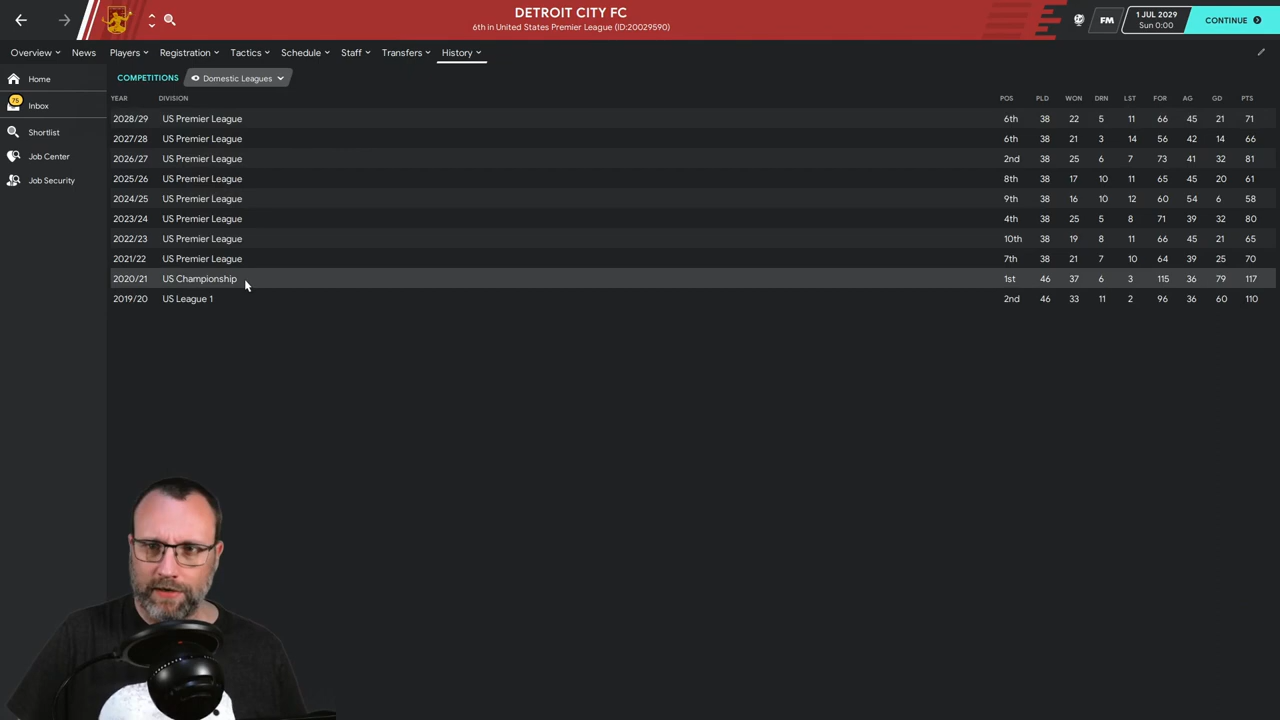 DETROIT CITY FC
6th in United States Premier League (ID:20029590)
FM
1 JUL 2029
Sun 0:00
CONTINUE
Overview News Players Registration Tactics Schedule Staff Transfers History
Home
75
Inbox
Shortlist
Job Center
Job Security
COMPETITIONS Domestic Leagues
YEAR DIVISION POS PLD WON DRN LST FOR AG GD PTS
2028/29 US Premier League 6th 38 22 5 11 66 45 21 71
2027/28 US Premier League 6th 38 21 3 14 56 42 14 66
2026/27 US Premier League 2nd 38 25 6 7 73 41 32 81
2025/26 US Premier League 8th 38 17 10 11 65 45 20 61
2024/25 US Premier League 9th 38 16 10 12 60 54 6 58
2023/24 US Premier League 4th 38 25 5 8 71 39 32 80
2022/23 US Premier League 10th 38 19 8 11 66 45 21 65
2021/22 US Premier League 7th 38 21 7 10 64 39 25 70
2020/21 US Championship 1st 46 37 6 3 115 36 79 117
2019/20 US League 1 2nd 46 33 11 2 96 36 60 110